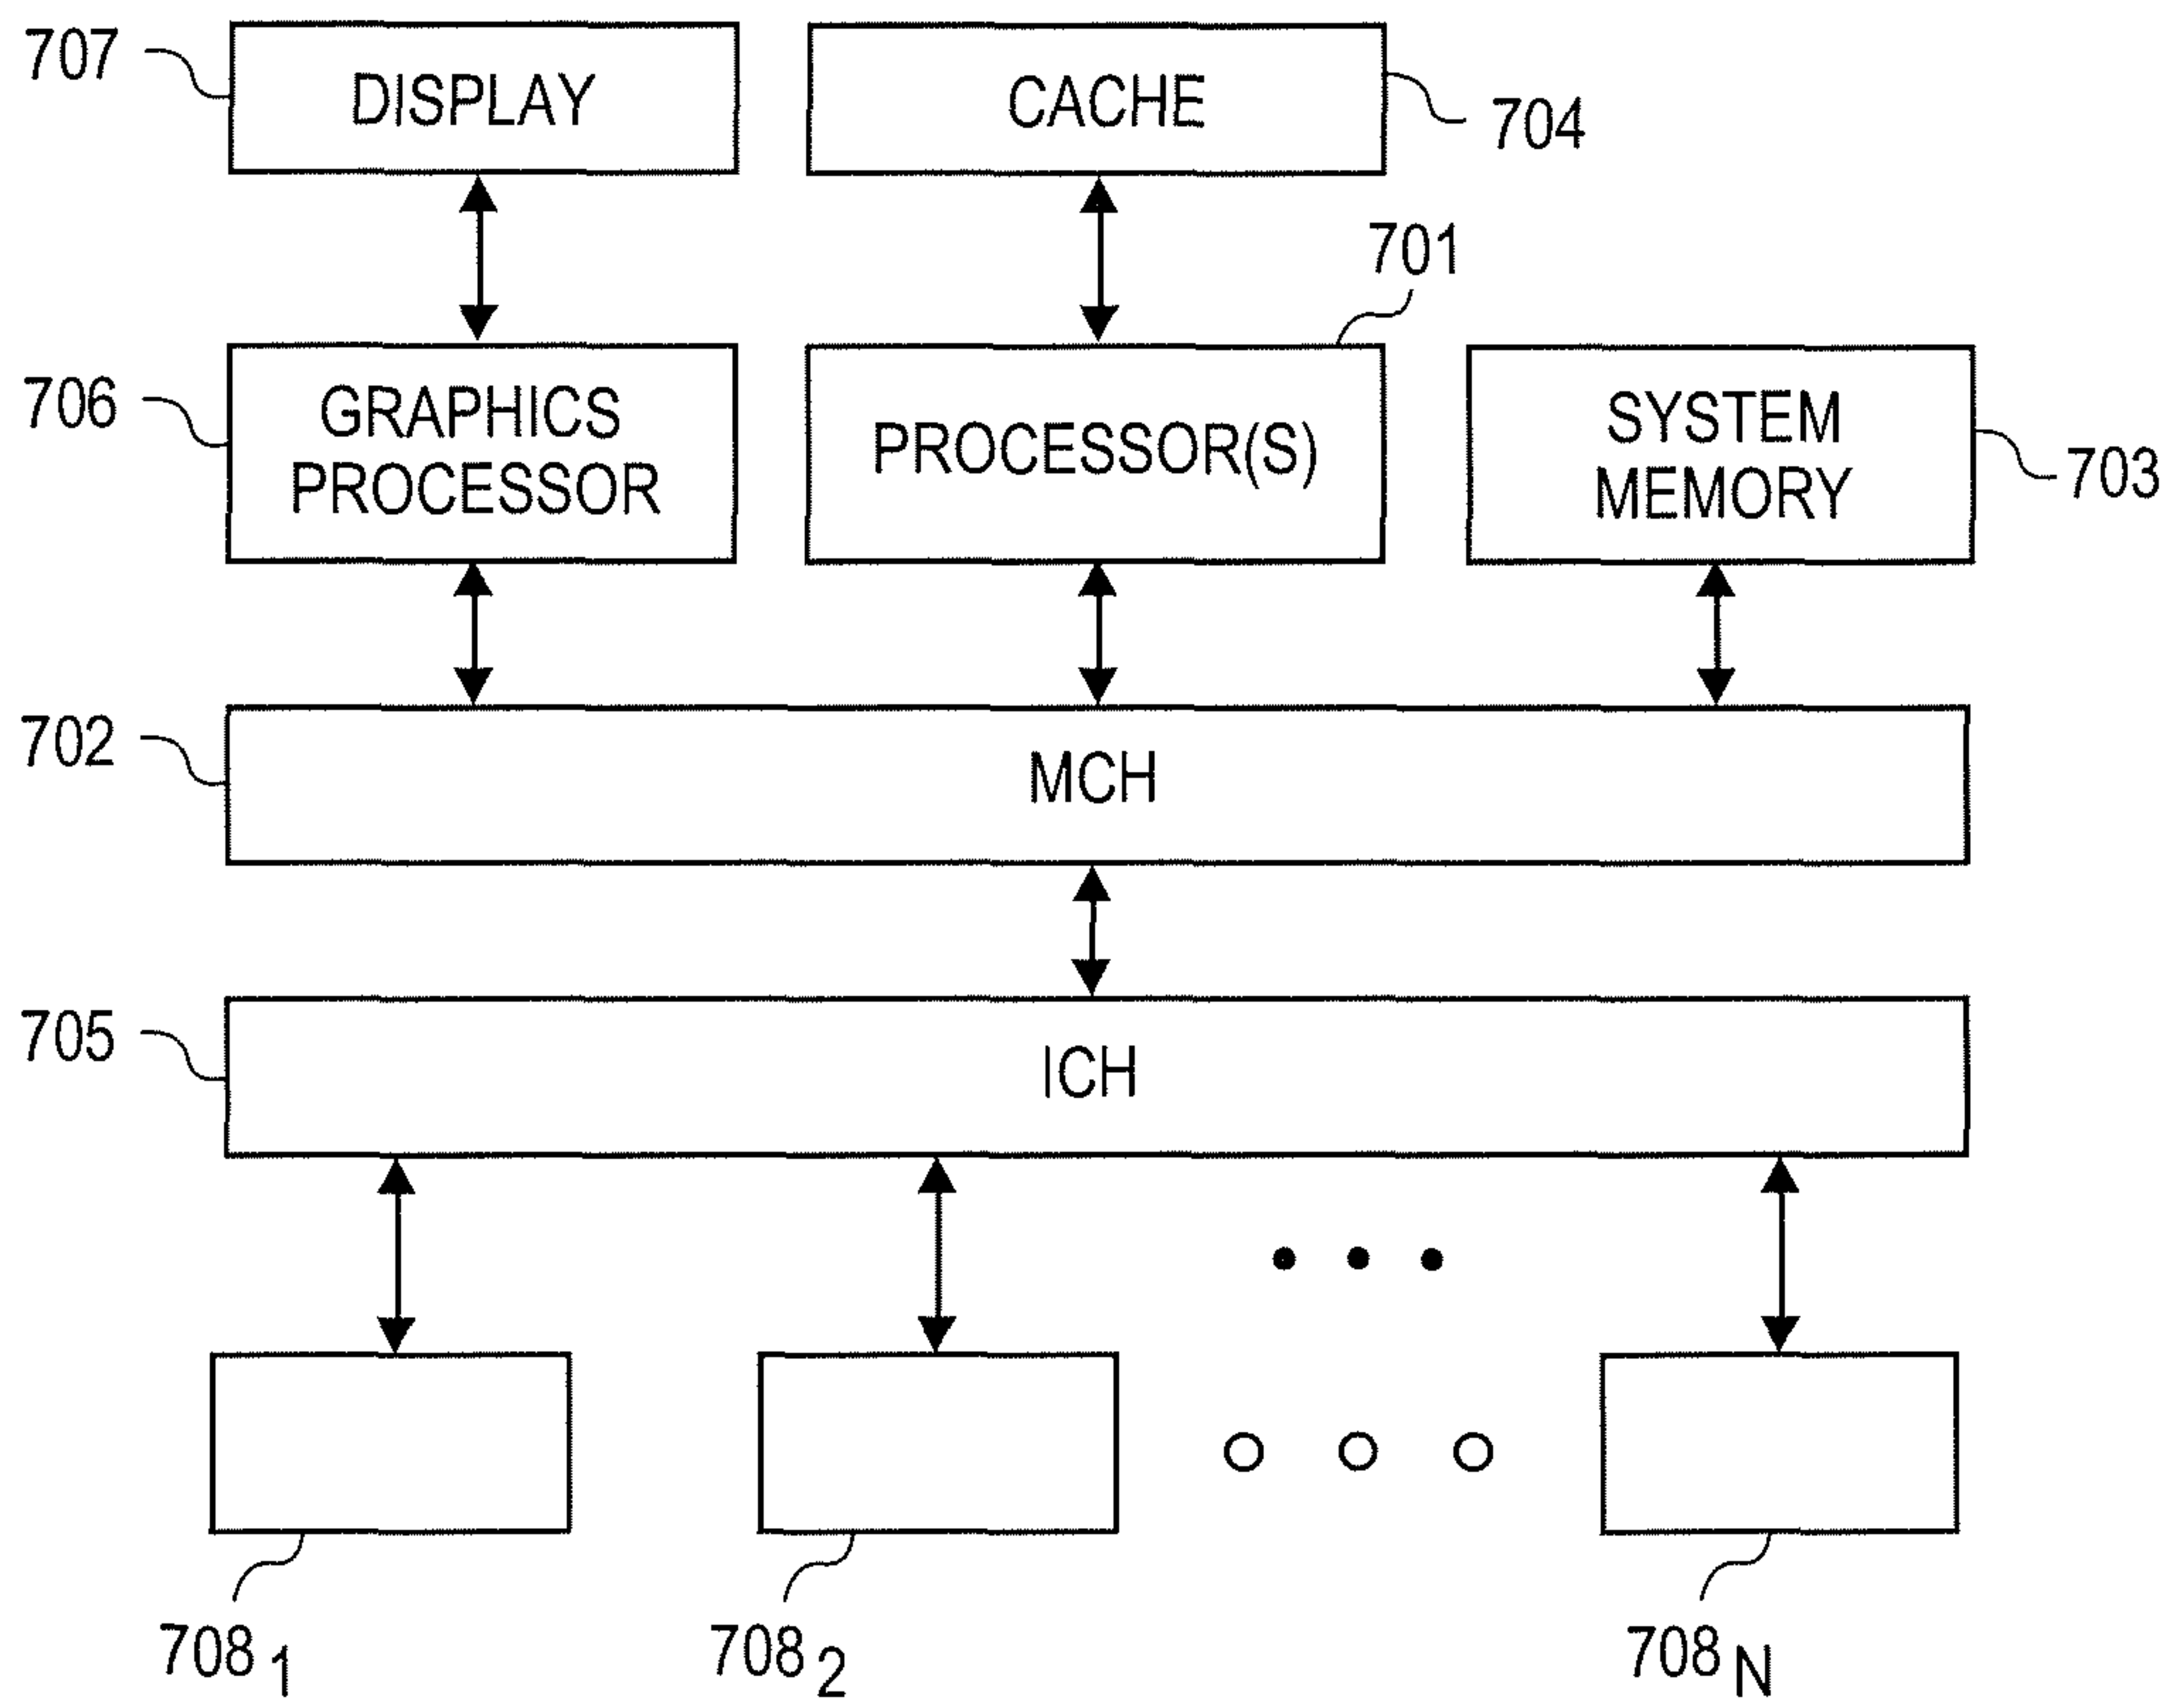 707
DISPLAY
CACHE
704
701
706
GRAPHICS
PROCESSOR
PROCESSOR(S)
SYSTEM
MEMORY
703
702
MCH
705
ICH
708 1
708 2
708 N